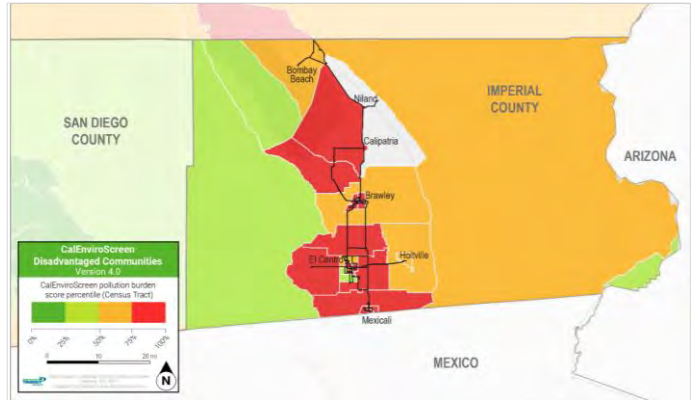 Bombay
Beach
Niland
IMPERIAL
COUNTY
SAN DIEGO
COUNTY
Calipatria
ARIZONA
Brawley
CalEnviroScreen
Disadvantaged Communities
Version 4.0
CalEnviroScreen pollution burden
score percentile (Census Tract)
0%
25%
50%
75%
100%
0
10
20 mi
N
El Centro
Holtville
Mexicali
MEXICO